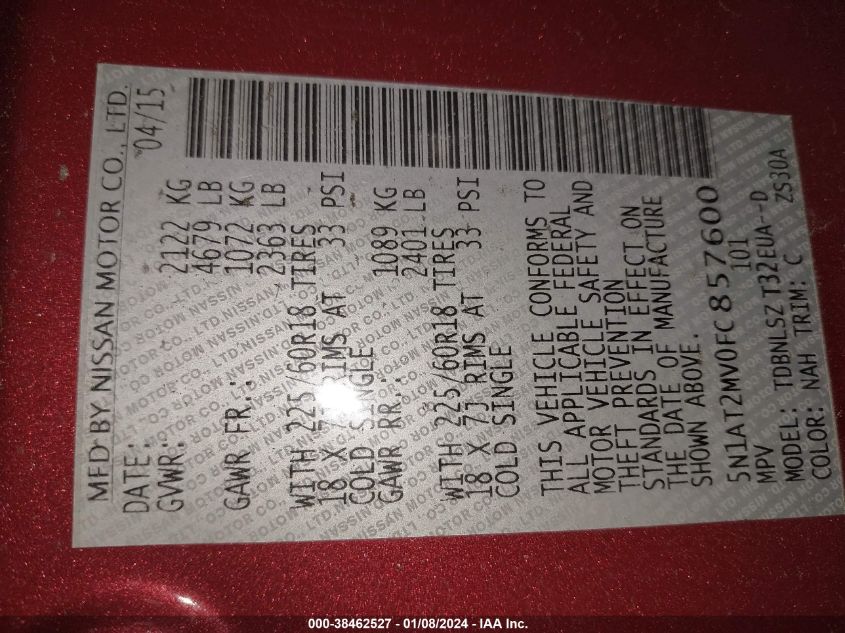 MFD BY NISSAN MOTOR CO., LTD.
DATE: 04/15
GVWR: 2122 KG
4679 LB
GAWR FR.: 1072 KG
2363 LB
WITH 225/60R18 TIRES
18 X 7J RIMS AT 33 PSI
COLD SINGLE
GAWR RR.: 1089 KG
2401 LB
WITH 225/60R18 TIRES
18 X 7J RIMS AT 33 PSI
COLD SINGLE
THIS VEHICLE CONFORMS TO
ALL APPLICABLE FEDERAL
MOTOR VEHICLE SAFETY AND
THEFT PREVENTION
STANDARDS IN EFFECT ON
THE DATE OF MANUFACTURE
SHOWN ABOVE.
5N1AT2MV0FC857600
MPV 101
MODEL: TDBNLSZ T32EUA--D
COLOR: NAH TRIM: C ZS30A
000-38462527 - 01/08/2024 - IAA Inc.